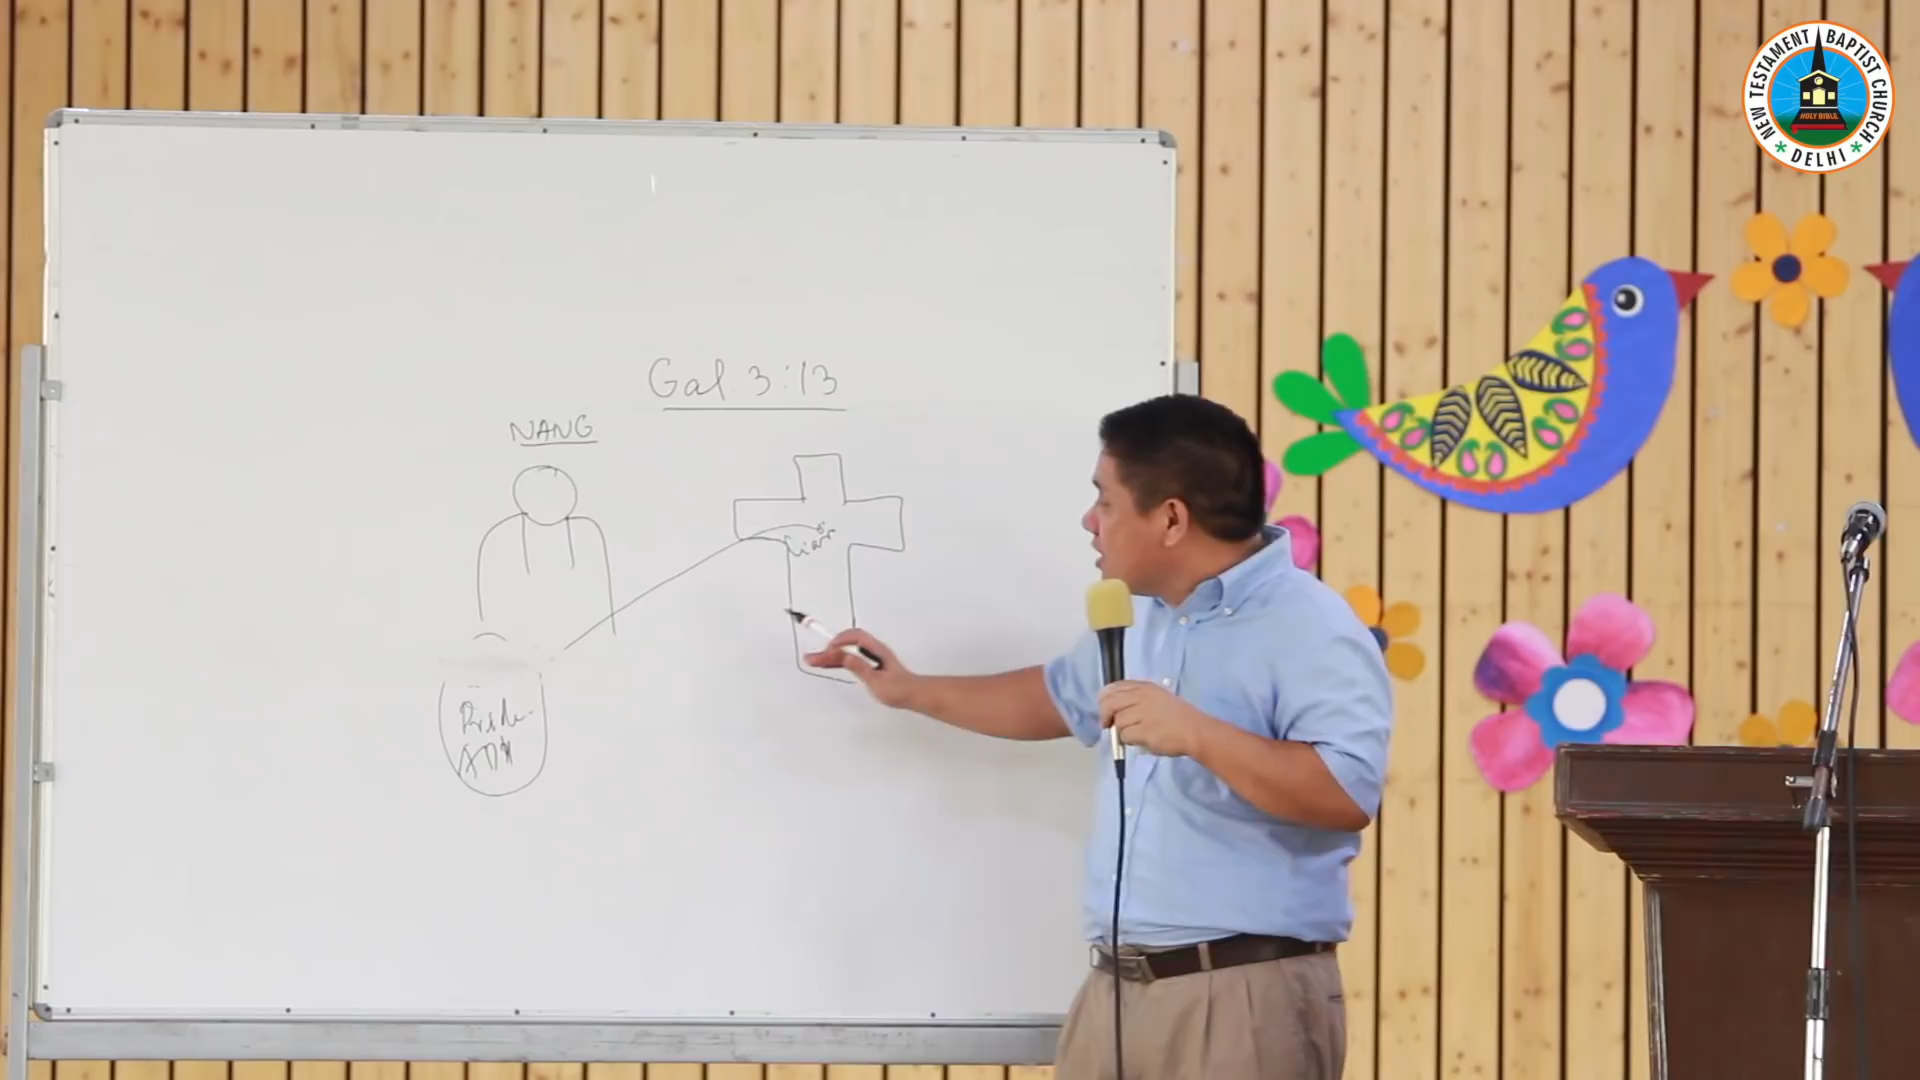 NEW TESTAMENT BAPTIST CHURCH
HOLY BIBLE
DELHI
Gal. 3:13
NANG